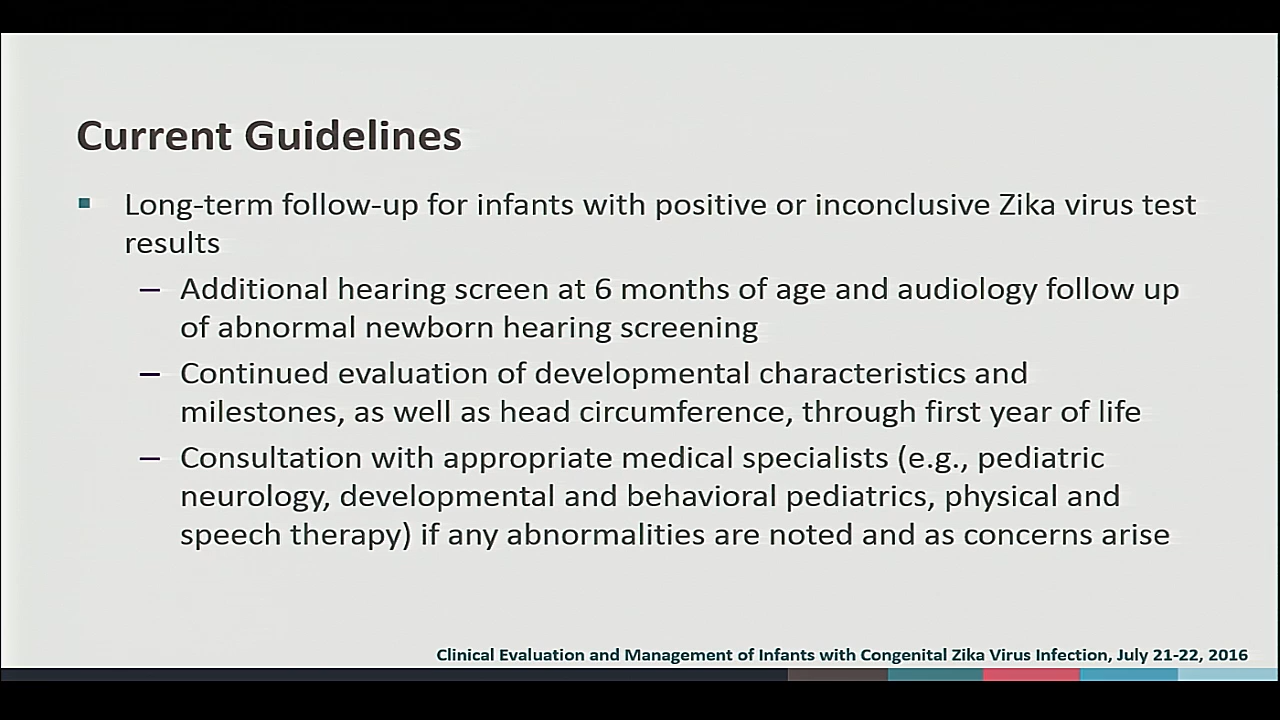 Current Guidelines
▪ Long-term follow-up for infants with positive or inconclusive Zika virus test
results
– Additional hearing screen at 6 months of age and audiology follow up
of abnormal newborn hearing screening
– Continued evaluation of developmental characteristics and
milestones, as well as head circumference, through first year of life
– Consultation with appropriate medical specialists (e.g., pediatric
neurology, developmental and behavioral pediatrics, physical and
speech therapy) if any abnormalities are noted and as concerns arise
Clinical Evaluation and Management of Infants with Congenital Zika Virus Infection, July 21-22, 2016